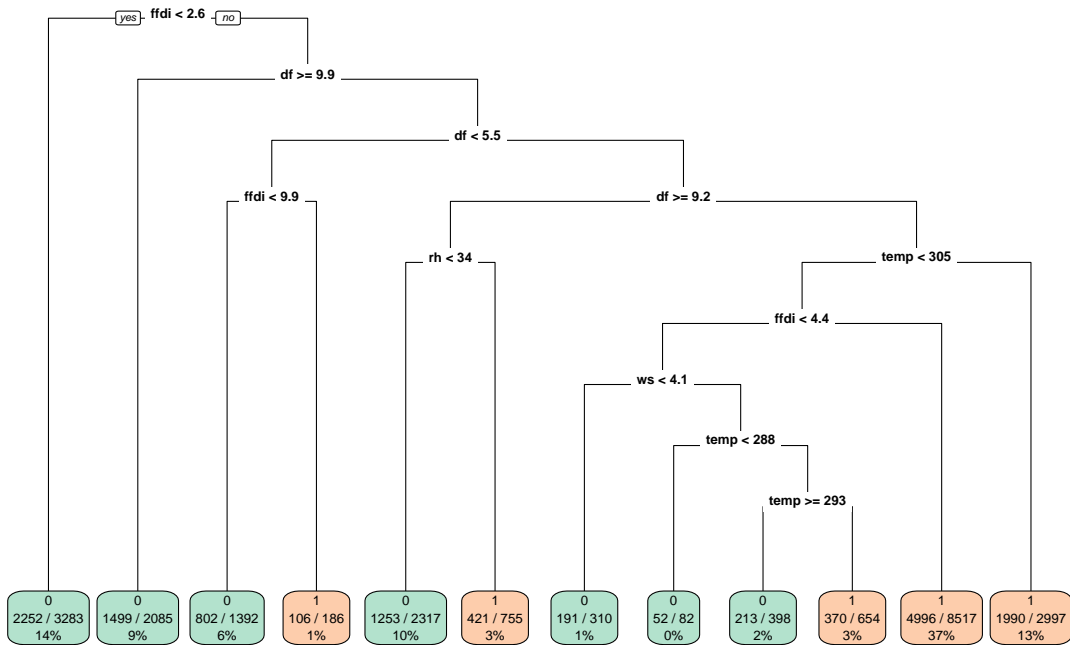 yes ffdi < 2.6 no
df >= 9.9
df < 5.5
ffdi < 9.9
df >= 9.2
rh < 34
temp < 305
ffdi < 4.4
ws < 4.1
temp < 288
temp >= 293
0
2252 / 3283
14%
0
1499 / 2085
9%
0
802 / 1392
6%
1
106 / 186
1%
0
1253 / 2317
10%
1
421 / 755
3%
0
191 / 310
1%
0
52 / 82
0%
0
213 / 398
2%
1
370 / 654
3%
1
4996 / 8517
37%
1
1990 / 2997
13%